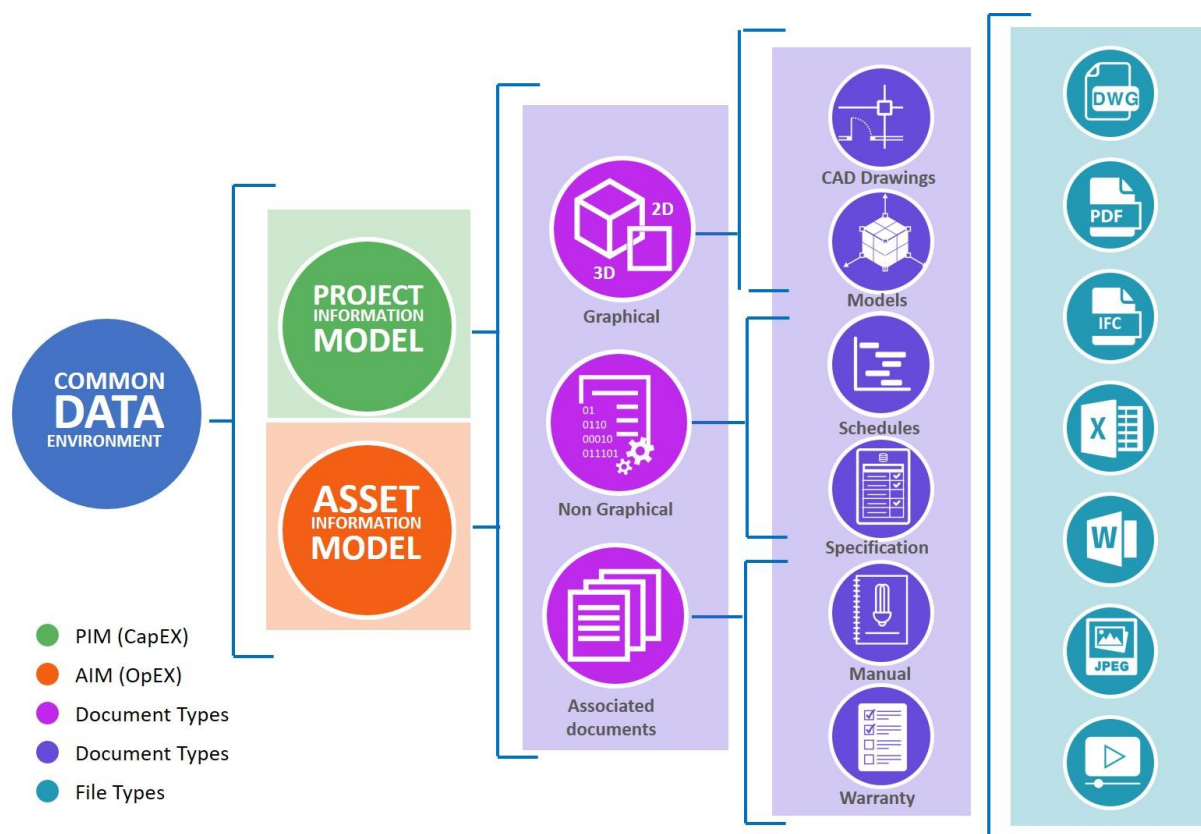 COMMON
DATA
ENVIRONMENT
PROJECT
INFORMATION
MODEL
ASSET
INFORMATION
MODEL
PIM (CapEX)
AIM (OpEX)
Document Types
Document Types
File Types
2D
3D
Graphical
01
0110
00010
011101
Non Graphical
Associated
documents
CAD Drawings
Models
Schedules
Specification
Manual
Warranty
DWG
PDF
IFC
X
W
JPEG